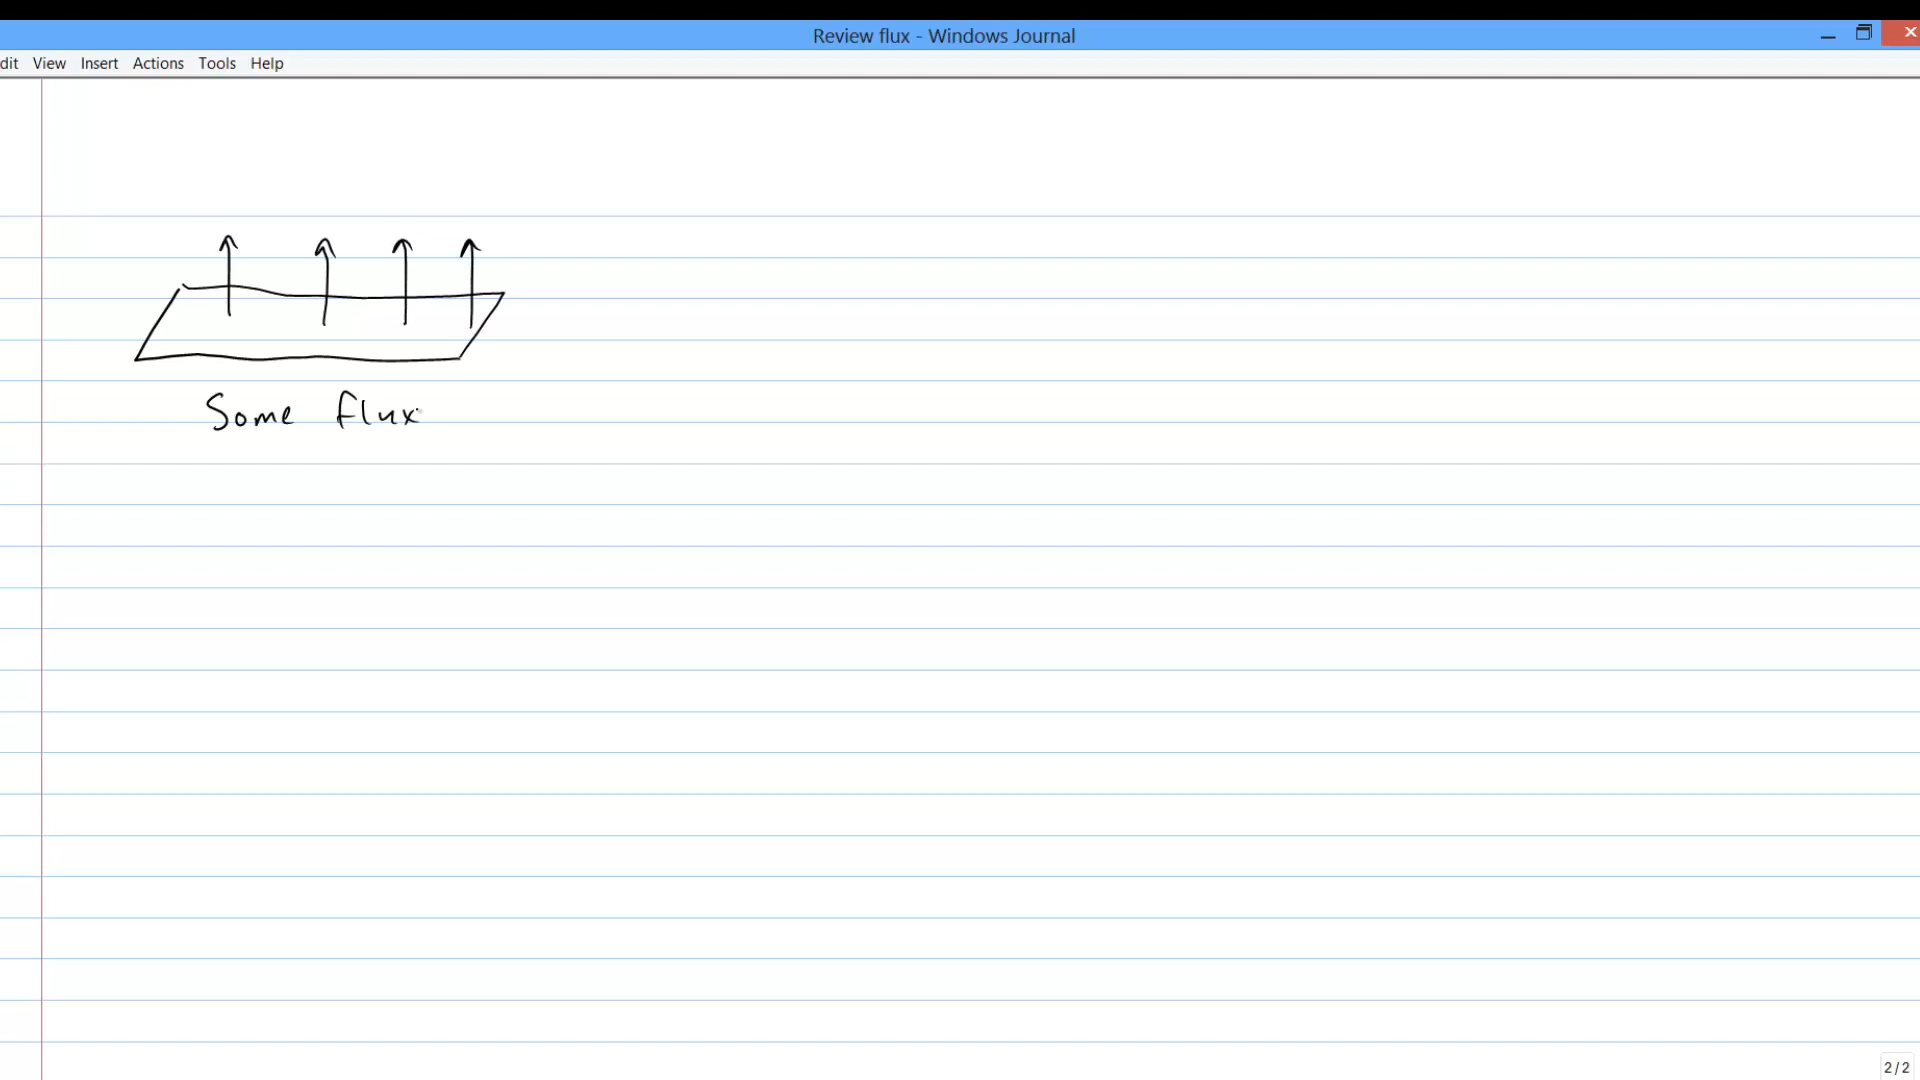 Review flux - Windows Journal
dit View Insert Actions Tools Help
Some flux
2/2